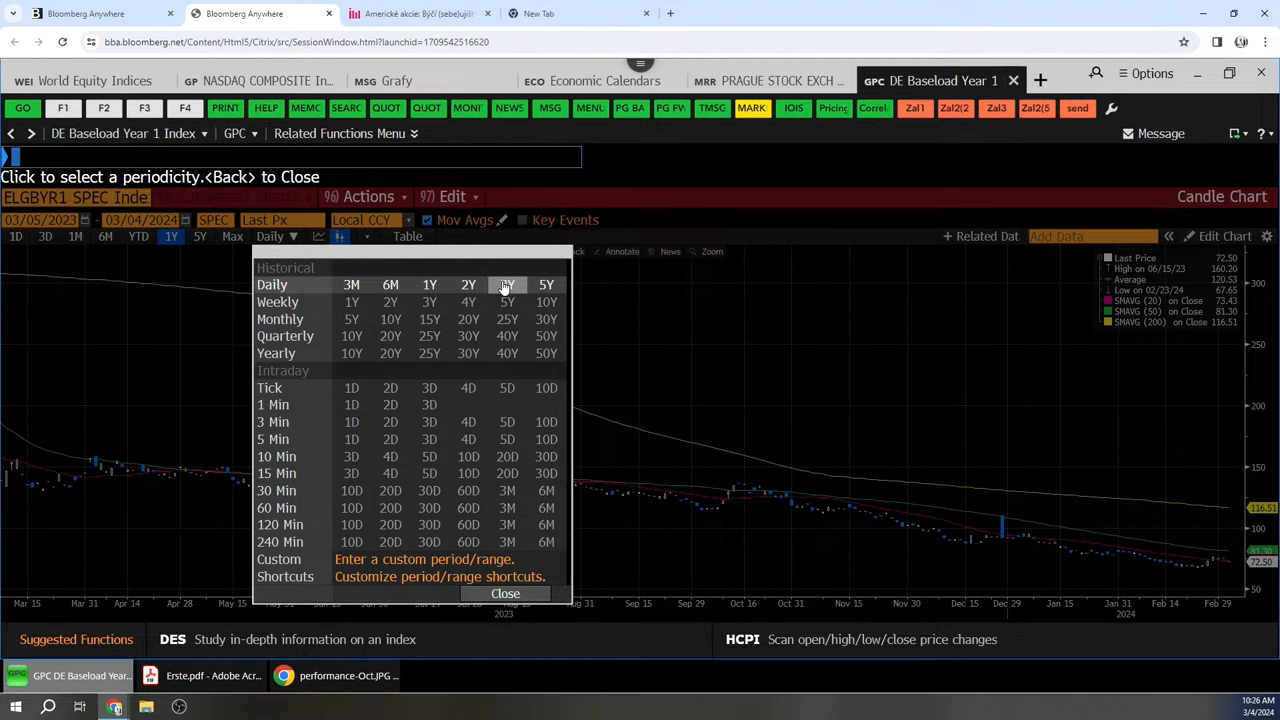 Bloomberg Anywhere
Bloomberg Anywhere
Americké akcie: Býčí (sebe)ujiš
New Tab
bba.bloomberg.net/Content/Html5/Citrix/src/SessionWindow.html?launchid=1709542516620
WEI World Equity Indices
GP NASDAQ COMPOSITE In...
MSG Grafy
ECO Economic Calendars
MRR PRAGUE STOCK EXCH
GPC DE Baseload Year 1
Options
GO F1 F2 F3 F4 PRINT HELP MEMC SEARC QUOT QUOT MONI NEWS MSG MENU PG BA PG FW TMSG MARK IOIS Pricing Correla Zal1 Zal2(2 Zal3 Zal2(5 send
DE Baseload Year 1 Index GPC Related Functions Menu Message
Click to select a periodicity.<Back> to Close
ELGBYR1 SPEC Inde 96) Actions 97) Edit Candle Chart
03/05/2023 - 03/04/2024 SPEC Last Px Local CCY Mov Avgs Key Events
1D 3D 1M 6M YTD 1Y 5Y Max Daily Table + Related Dat Add Data Edit Chart
Annotate News Zoom
Historical
Daily 3M 6M 1Y 2Y 5Y
Weekly 1Y 2Y 3Y 4Y 5Y 10Y
Monthly 5Y 10Y 15Y 20Y 25Y 30Y
Quarterly 10Y 20Y 25Y 30Y 40Y 50Y
Yearly 10Y 20Y 25Y 30Y 40Y 50Y
Intraday
Tick 1D 2D 3D 4D 5D 10D
1 Min 1D 2D 3D
3 Min 1D 2D 3D 4D 5D 10D
5 Min 1D 2D 3D 4D 5D 10D
10 Min 3D 4D 5D 10D 20D 30D
15 Min 3D 4D 5D 10D 20D 30D
30 Min 10D 20D 30D 60D 3M 6M
60 Min 10D 20D 30D 60D 3M 6M
120 Min 10D 20D 30D 60D 3M 6M
240 Min 10D 20D 30D 60D 3M 6M
Custom Enter a custom period/range.
Shortcuts Customize period/range shortcuts.
Close
Last Price 72.50
High on 06/15/23 160.20
Average 120.53
Low on 02/23/24 67.65
SMAVG (20) on Close 73.43
SMAVG (50) on Close 81.30
SMAVG (200) on Close 116.51
300
250
200
150
116.51
100
81.30
72.50
50
Mar 15 Mar 31 Apr 14 Apr 28 May 15 Aug 31 Sep 15 Sep 29 Oct 16 Oct 31 Nov 15 Nov 30 Dec 15 Dec 29 Jan 15 Jan 31 Feb 14 Feb 29
2023 2024
Suggested Functions DES Study in-depth information on an index HCPI Scan open/high/low/close price changes
GPC DE Baseload Year...
Erste.pdf - Adobe Acr...
performance-Oct.JPG ...
10:26 AM
3/4/2024